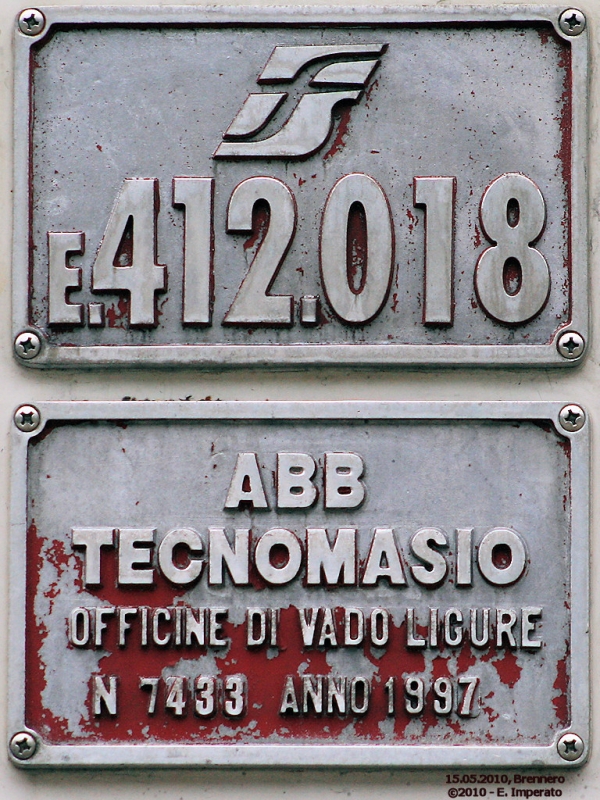 E.412.018
ABB
TECNOMASIO
OFFICINE DI VADO LIGURE
N 7433 ANNO 1997
15.05.2010, Brennero
©2010 - E. Imperato